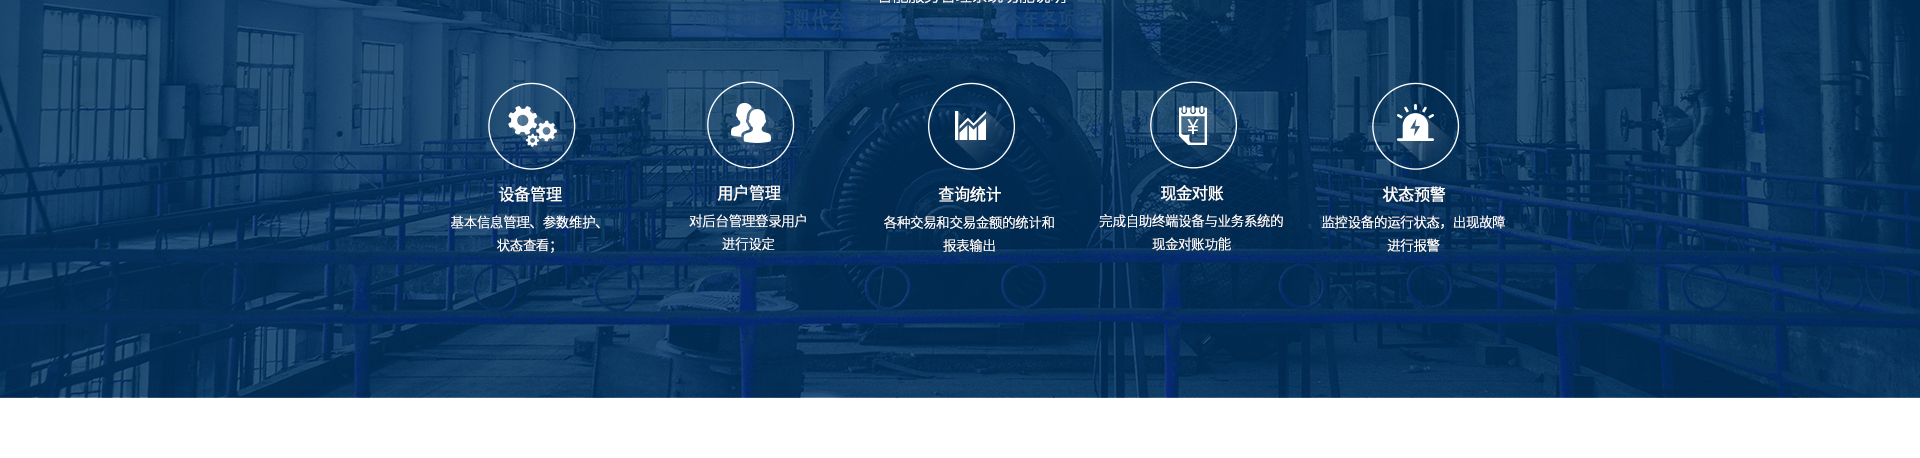 设备管理
基本信息管理、参数维护、
状态查看；
用户管理
对后台管理登录用户
进行设定
查询统计
各种交易和交易金额的统计和
报表输出
现金对账
完成自助终端设备与业务系统的
现金对账功能
状态预警
监控设备的运行状态，出现故障
进行报警